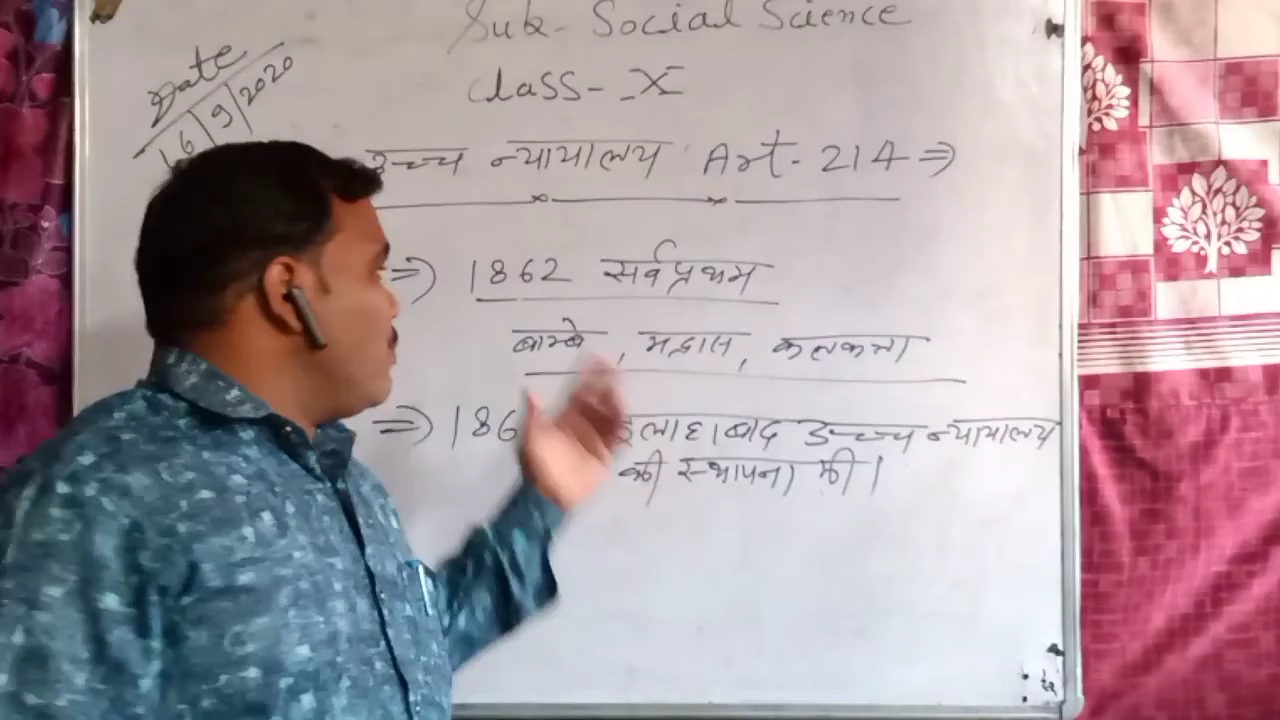 Sub- Social Science
Date
16/9/2020
Class-X
उच्च न्यायालय Art-214⇒
⇒ 1862 सर्वप्रथम
बाम्बे, मद्रास, कलकत्ता
⇒ 186 इलाहाबाद उच्च न्यायालय
की स्थापना की।